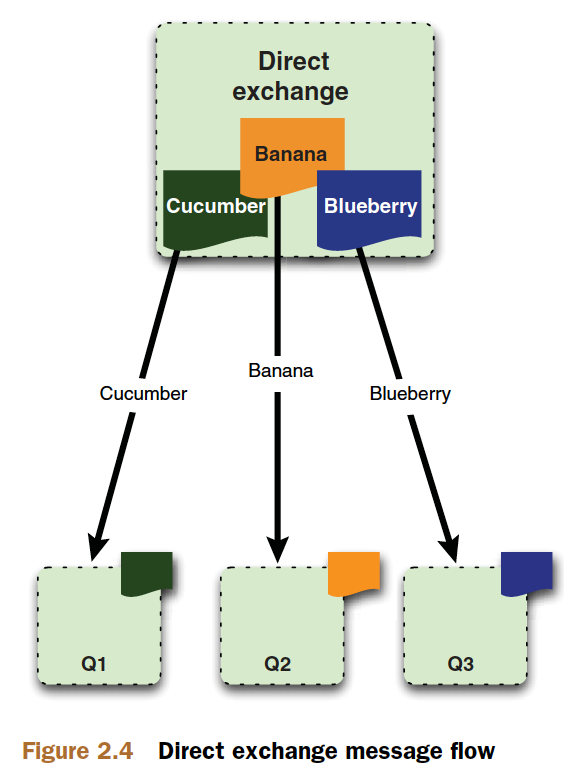 Direct
exchange
Banana
Cucumber
Blueberry
Banana
Cucumber
Blueberry
Q1
Q2
Q3
Figure 2.4 Direct exchange message flow